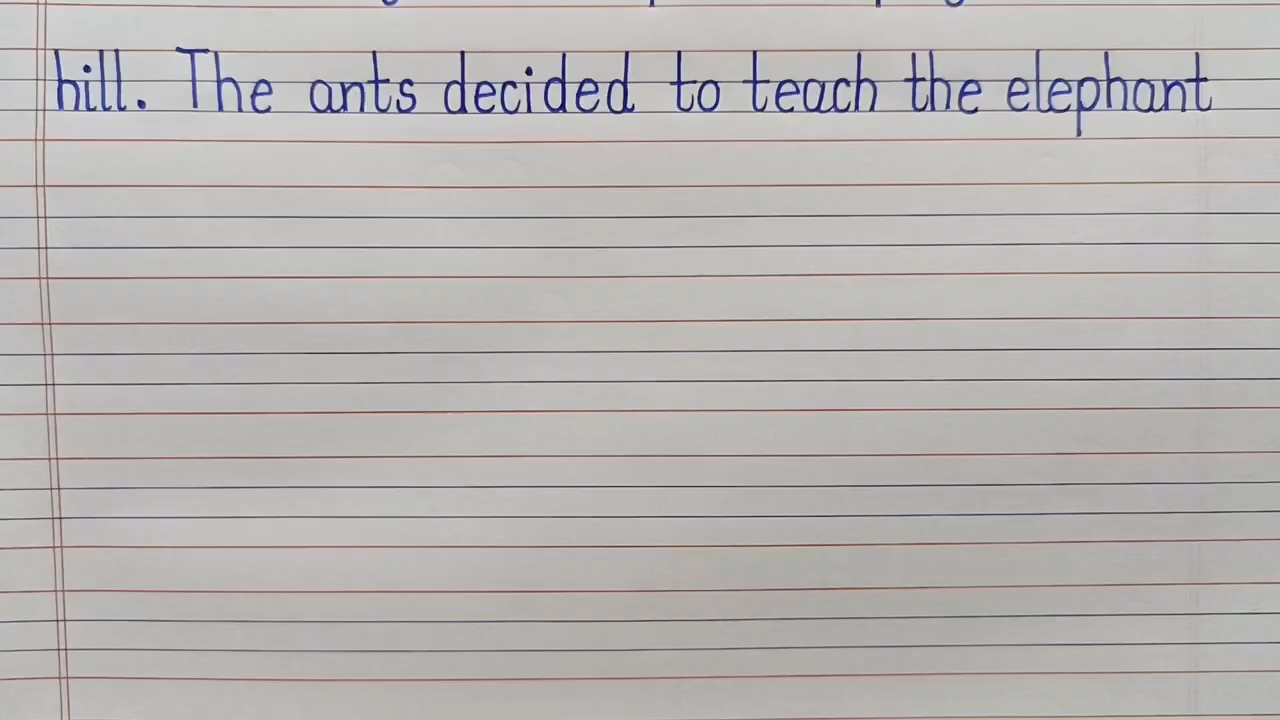 hill. The ants decided to teach the elephant